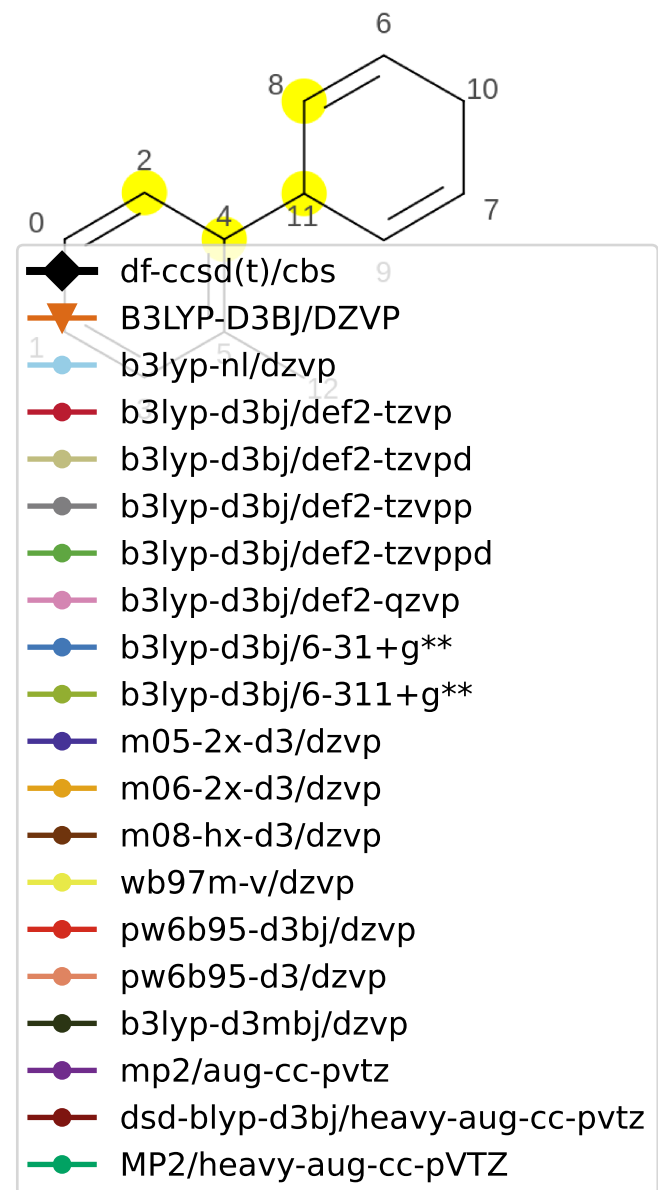 6
8
10
2
4
11
7
0
9
df-ccsd(t)/cbs
B3LYP-D3BJ/DZVP
1
5
b3lyp-nl/dzvp
12
3
b3lyp-d3bj/def2-tzvp
b3lyp-d3bj/def2-tzvpd
b3lyp-d3bj/def2-tzvpp
b3lyp-d3bj/def2-tzvppd
b3lyp-d3bj/def2-qzvp
b3lyp-d3bj/6-31+g**
b3lyp-d3bj/6-311+g**
m05-2x-d3/dzvp
m06-2x-d3/dzvp
m08-hx-d3/dzvp
wb97m-v/dzvp
pw6b95-d3bj/dzvp
pw6b95-d3/dzvp
b3lyp-d3mbj/dzvp
mp2/aug-cc-pvtz
dsd-blyp-d3bj/heavy-aug-cc-pvtz
MP2/heavy-aug-cc-pVTZ